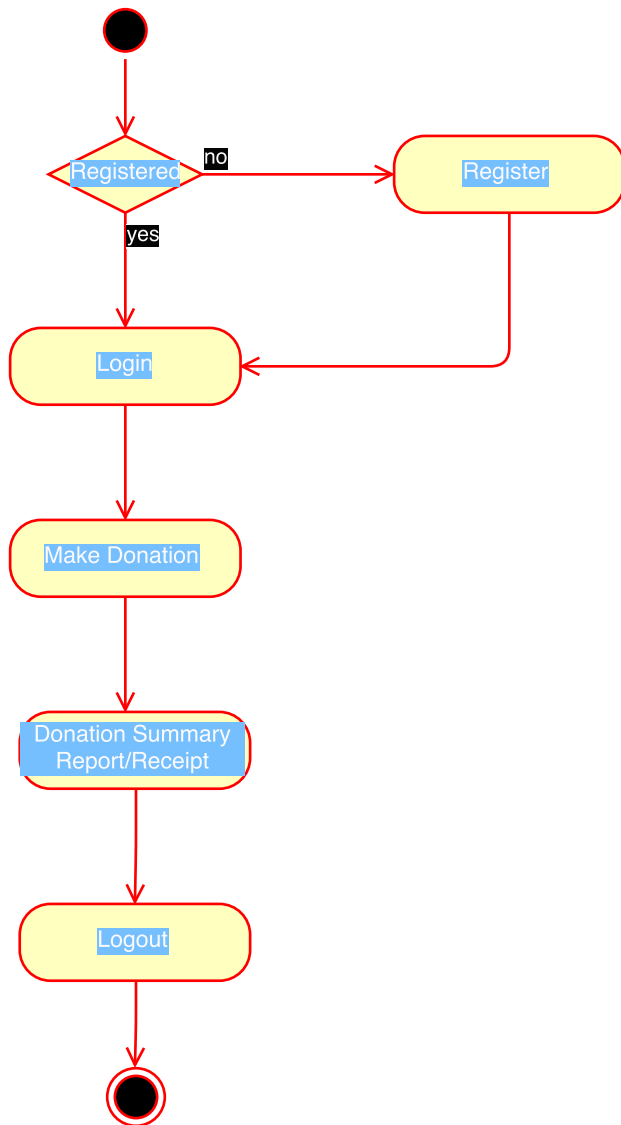 Registered
no
Register
yes
Login
Make Donation
Donation Summary
Report/Receipt
Logout